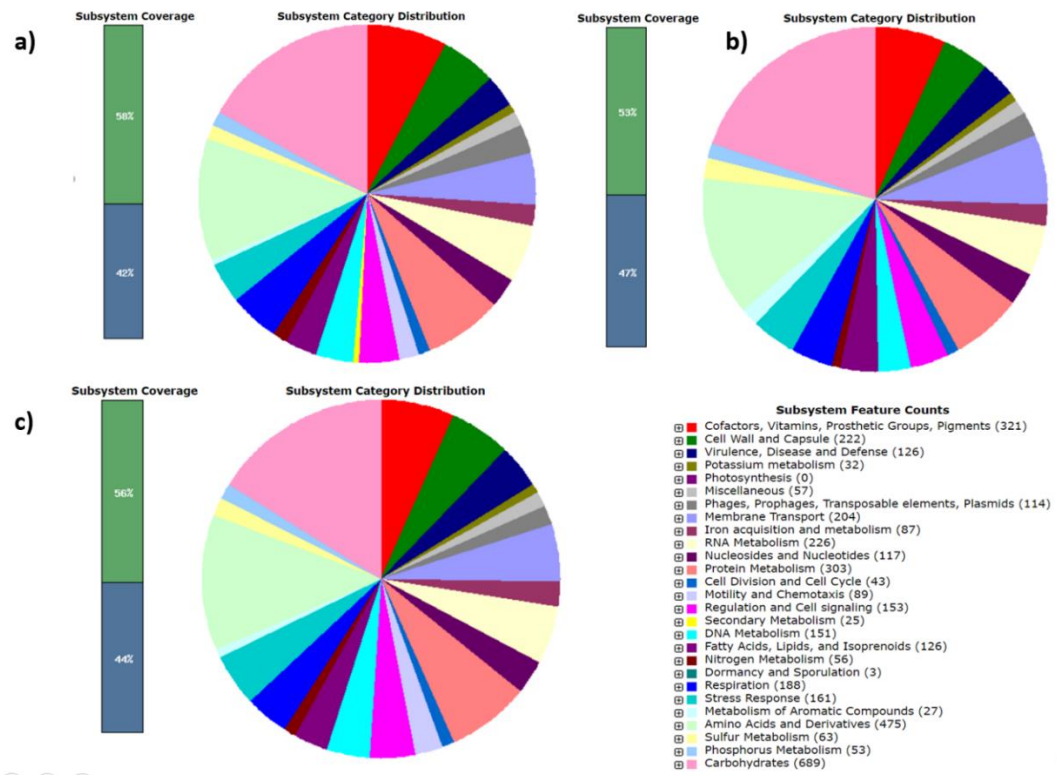 Subsystem Coverage
Subsystem Category Distribution
a)
58%
42%
Subsystem Coverage
Subsystem Category Distribution
b)
53%
47%
Subsystem Coverage
Subsystem Category Distribution
c)
56%
44%
Subsystem Feature Counts
Cofactors, Vitamins, Prosthetic Groups, Pigments (321)
Cell Wall and Capsule (222)
Virulence, Disease and Defense (126)
Potassium metabolism (32)
Photosynthesis (0)
Miscellaneous (57)
Phages, Prophages, Transposable elements, Plasmids (114)
Membrane Transport (204)
Iron acquisition and metabolism (87)
RNA Metabolism (226)
Nucleosides and Nucleotides (117)
Protein Metabolism (303)
Cell Division and Cell Cycle (43)
Motility and Chemotaxis (89)
Regulation and Cell signaling (153)
Secondary Metabolism (25)
DNA Metabolism (151)
Fatty Acids, Lipids, and Isoprenoids (126)
Nitrogen Metabolism (56)
Dormancy and Sporulation (3)
Respiration (188)
Stress Response (161)
Metabolism of Aromatic Compounds (27)
Amino Acids and Derivatives (475)
Sulfur Metabolism (63)
Phosphorus Metabolism (53)
Carbohydrates (689)